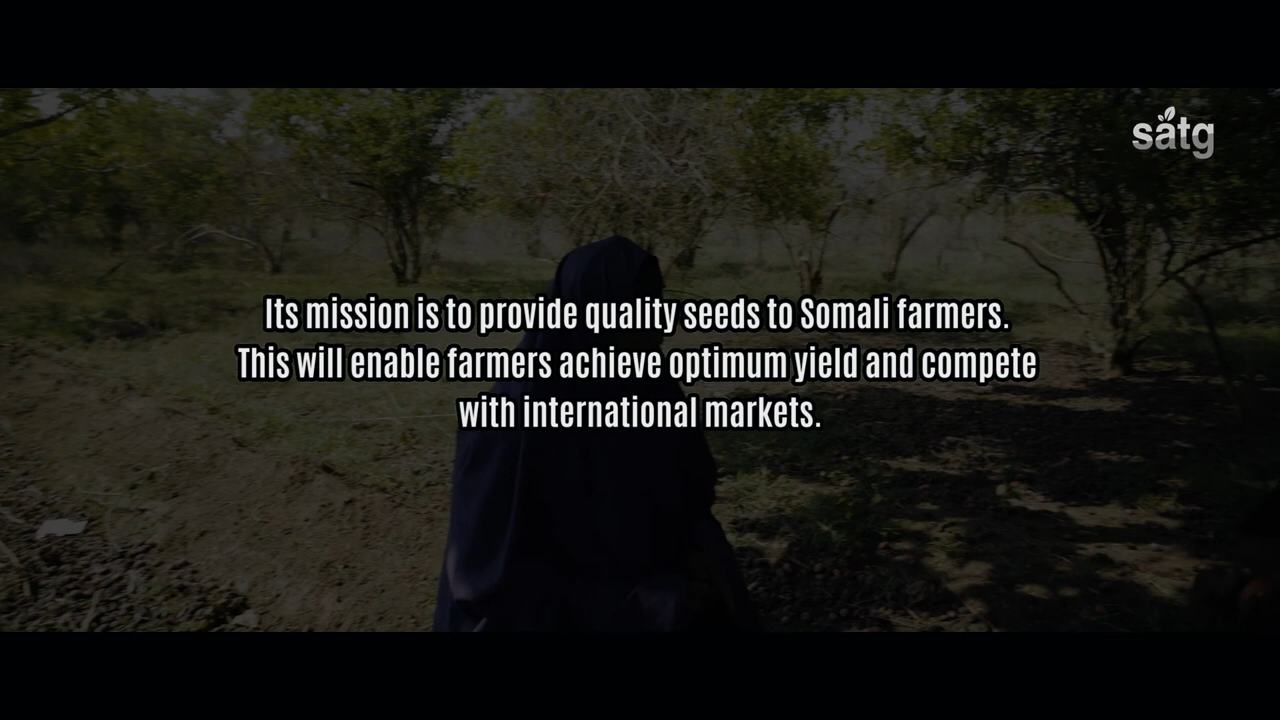 satg
Its mission is to provide quality seeds to Somali farmers.
This will enable farmers achieve optimum yield and compete
with international markets.